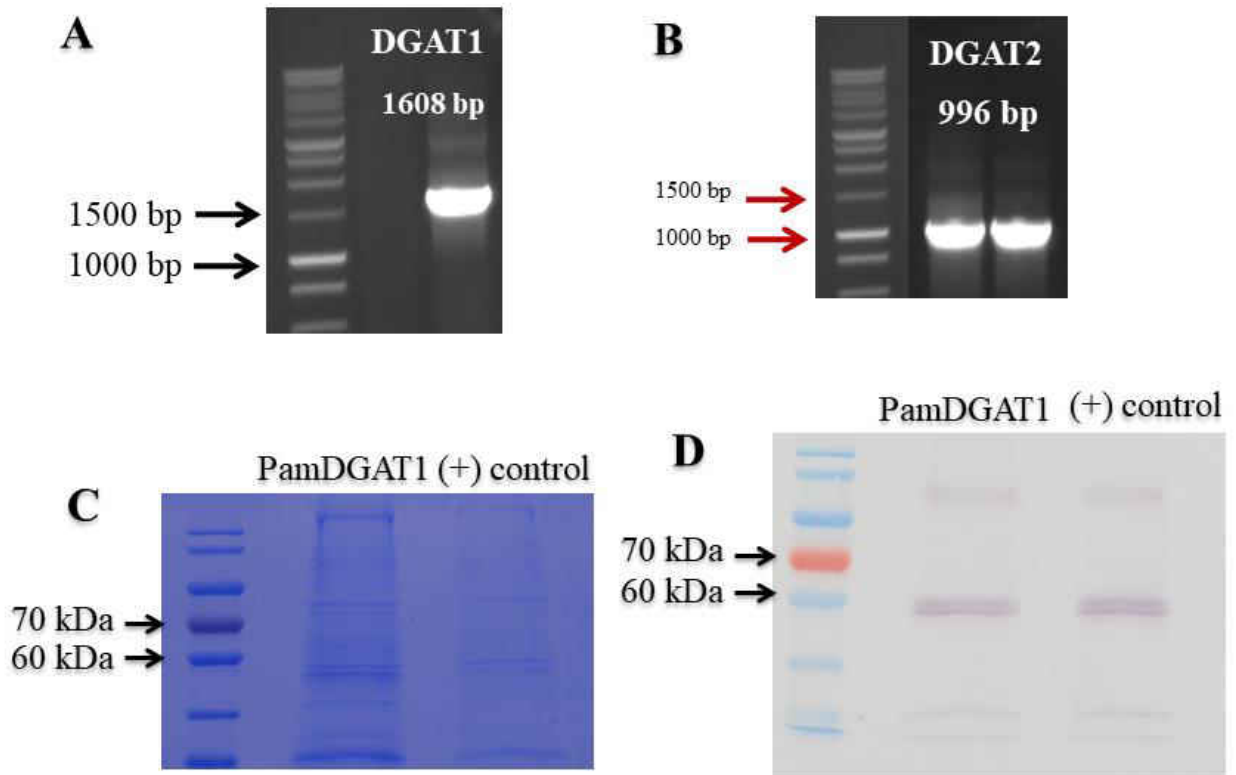 A
DGAT1
1608 bp
1500 bp
1000 bp
B
DGAT2
996 bp
1500 bp
1000 bp
C
PamDGAT1 (+) control
70 kDa
60 kDa
D
PamDGAT1 (+) control
70 kDa
60 kDa